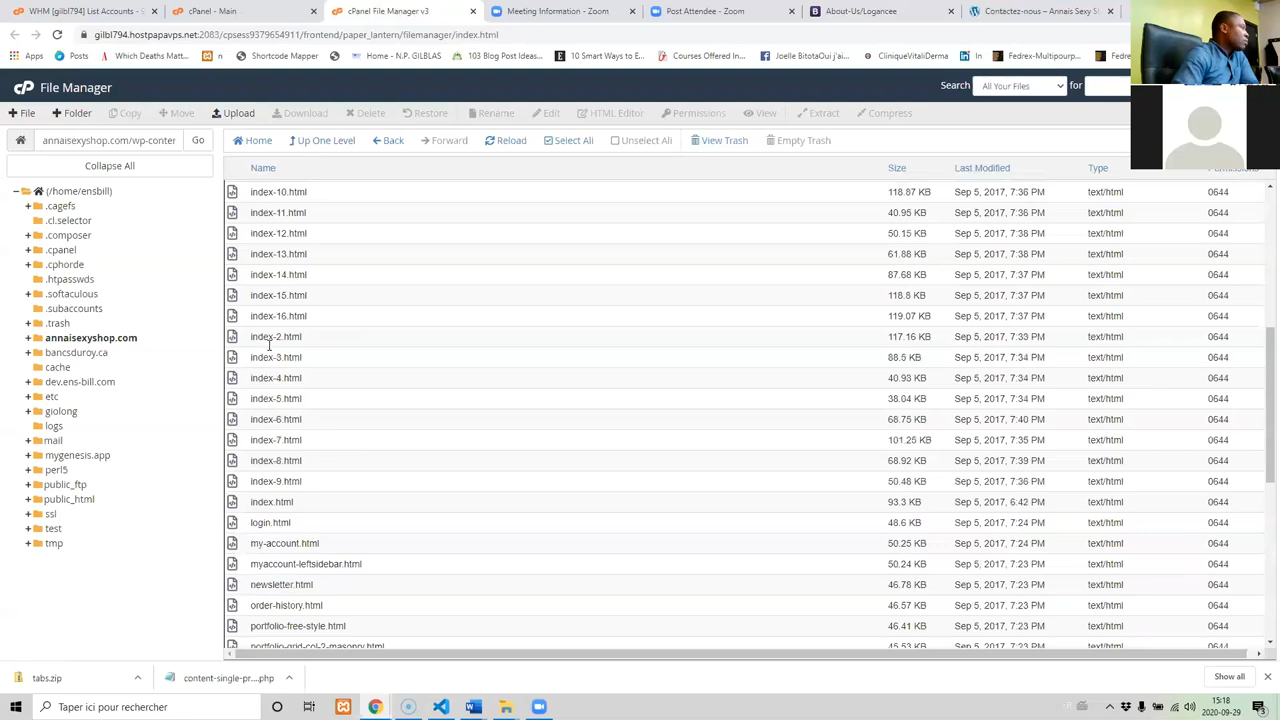 WHM [gilbl794] List Accounts - S
cPanel - Main
cPanel File Manager v3
Meeting Information - Zoom
Post Attendee - Zoom
About-Us/Logancee
Contactez-nous – Annais Sexy S
gilbl794.hostpapavps.net:2083/cpsess9379654911/frontend/paper_lantern/filemanager/index.html
Apps
Posts
Which Deaths Matt...
Shortcode Mapper
Home - N.P. GILBLAS
103 Blog Post Ideas...
10 Smart Ways to E...
Courses Offered In...
Joelle BitotaOui j'ai...
CliniqueVitaliDerma
In
Fedrex-Multipourp...
File Manager
Search
All Your Files
for
File
Folder
Copy
Move
Upload
Download
Delete
Restore
Rename
Edit
HTML Editor
Permissions
View
Extract
Compress
annaisexyshop.com/wp-conter
Go
Home
Up One Level
Back
Forward
Reload
Select All
Unselect All
View Trash
Empty Trash
Collapse All
(/home/ensbill)
.cagefs
.cl.selector
.composer
.cpanel
.cphorde
.htpasswds
.softaculous
.subaccounts
.trash
annaisexyshop.com
bancsduroy.ca
cache
dev.ens-bill.com
etc
giolong
logs
mail
mygenesis.app
perl5
public_ftp
public_html
ssl
test
tmp
Name Size Last Modified Type
index-10.html 118.87 KB Sep 5, 2017, 7:36 PM text/html 0644
index-11.html 40.95 KB Sep 5, 2017, 7:36 PM text/html 0644
index-12.html 50.15 KB Sep 5, 2017, 7:38 PM text/html 0644
index-13.html 61.88 KB Sep 5, 2017, 7:38 PM text/html 0644
index-14.html 87.68 KB Sep 5, 2017, 7:37 PM text/html 0644
index-15.html 118.8 KB Sep 5, 2017, 7:37 PM text/html 0644
index-16.html 119.07 KB Sep 5, 2017, 7:37 PM text/html 0644
index-2.html 117.16 KB Sep 5, 2017, 7:33 PM text/html 0644
index-3.html 88.5 KB Sep 5, 2017, 7:34 PM text/html 0644
index-4.html 40.93 KB Sep 5, 2017, 7:34 PM text/html 0644
index-5.html 38.04 KB Sep 5, 2017, 7:34 PM text/html 0644
index-6.html 68.75 KB Sep 5, 2017, 7:40 PM text/html 0644
index-7.html 101.25 KB Sep 5, 2017, 7:35 PM text/html 0644
index-8.html 68.92 KB Sep 5, 2017, 7:39 PM text/html 0644
index-9.html 50.48 KB Sep 5, 2017, 7:36 PM text/html 0644
index.html 93.3 KB Sep 5, 2017, 6:42 PM text/html 0644
login.html 48.6 KB Sep 5, 2017, 7:24 PM text/html 0644
my-account.html 50.25 KB Sep 5, 2017, 7:24 PM text/html 0644
myaccount-leftsidebar.html 50.24 KB Sep 5, 2017, 7:23 PM text/html 0644
newsletter.html 46.78 KB Sep 5, 2017, 7:23 PM text/html 0644
order-history.html 46.57 KB Sep 5, 2017, 7:23 PM text/html 0644
portfolio-free-style.html 46.41 KB Sep 5, 2017, 7:23 PM text/html 0644
portfolio-grid-col-2-masonry.html 45.53 KB Sep 5, 2017, 7:23 PM text/html 0644
tabs.zip
content-single-pr....php
Show all
Taper ici pour rechercher
15:18
2020-09-29